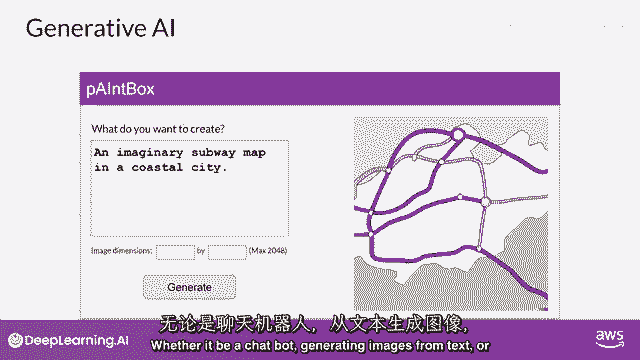 Generative AI
pAIntBox
What do you want to create?
An imaginary subway map
in a coastal city.
Image dimensions: by (Max 2048)
Generate
无论是聊天机器人，从文本生成图像，
Whether it be a chat bot, generating images from text, or
DeepLearning.AI
aws